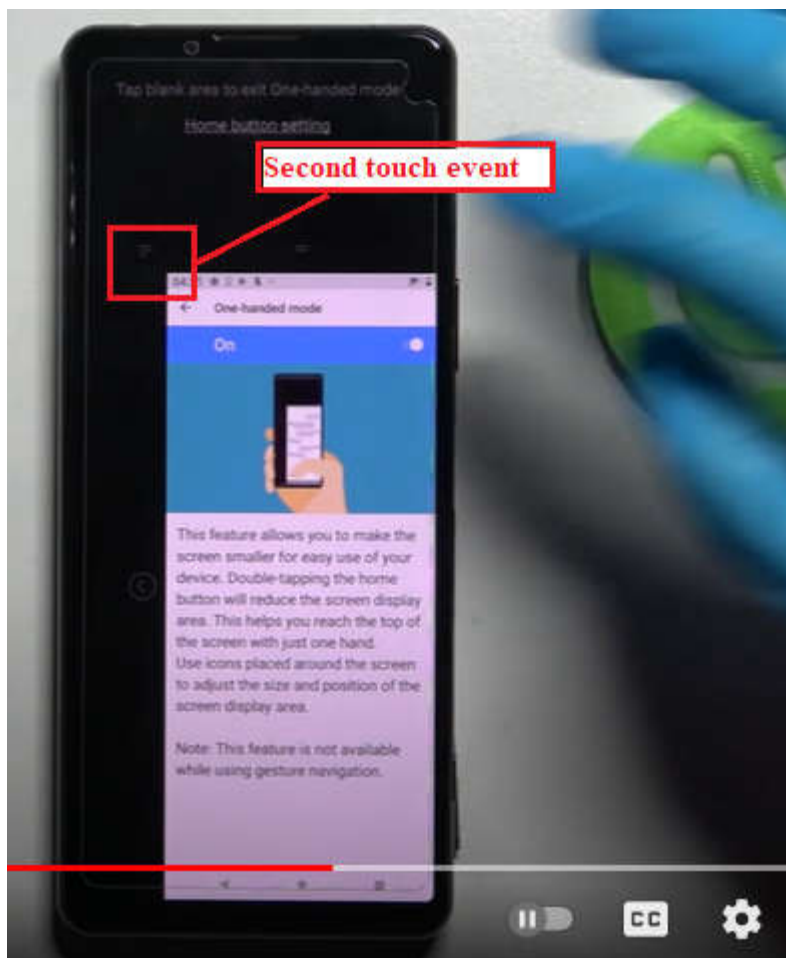 Tap blank area to exit One-handed mode
Home button setting
Second touch event
One-handed mode
On
This feature allows you to make the
screen smaller for easy use of your
device. Double-tapping the home
button will reduce the screen display
area. This helps you reach the top of
the screen with just one hand.
Use icons placed around the screen
to adjust the size and position of the
screen display area.
Note: This feature is not available
while using gesture navigation.
CC